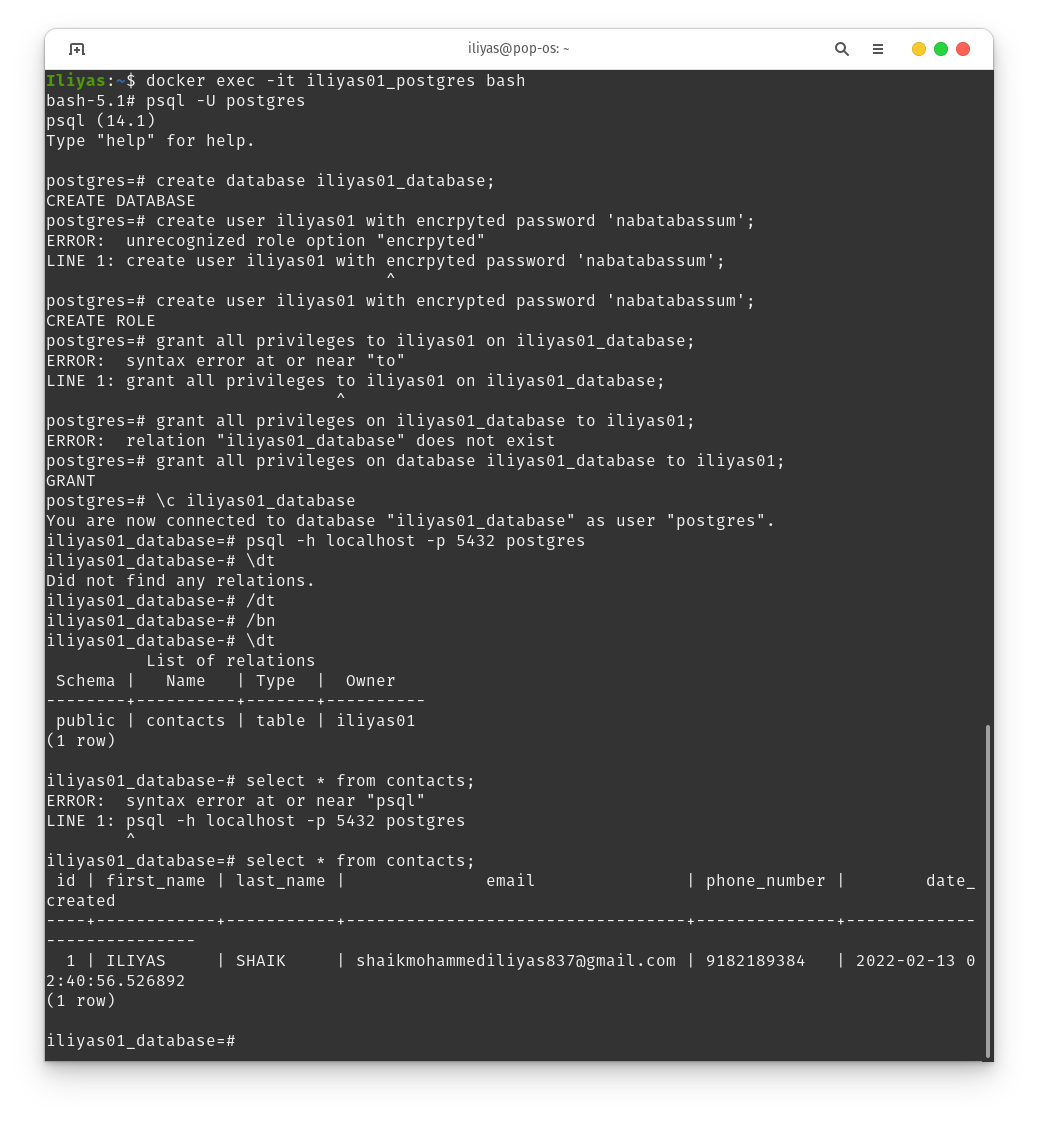 iliyas@pop-os: ~
Iliyas:~$ docker exec -it iliyas01_postgres bash
bash-5.1# psql -U postgres
psql (14.1)
Type "help" for help.
postgres=# create database iliyas01_database;
CREATE DATABASE
postgres=# create user iliyas01 with encrpyted password 'nabatabassum';
ERROR:  unrecognized role option "encrpyted"
LINE 1: create user iliyas01 with encrpyted password 'nabatabassum';
                                  ^
postgres=# create user iliyas01 with encrypted password 'nabatabassum';
CREATE ROLE
postgres=# grant all privileges to iliyas01 on iliyas01_database;
ERROR:  syntax error at or near "to"
LINE 1: grant all privileges to iliyas01 on iliyas01_database;
                             ^
postgres=# grant all privileges on iliyas01_database to iliyas01;
ERROR:  relation "iliyas01_database" does not exist
postgres=# grant all privileges on database iliyas01_database to iliyas01;
GRANT
postgres=# \c iliyas01_database
You are now connected to database "iliyas01_database" as user "postgres".
iliyas01_database=# psql -h localhost -p 5432 postgres
iliyas01_database-# \dt
Did not find any relations.
iliyas01_database-# /dt
iliyas01_database-# /bn
iliyas01_database-# \dt
          List of relations
 Schema |   Name   | Type  |  Owner
--------+----------+-------+----------
 public | contacts | table | iliyas01
(1 row)
iliyas01_database-# select * from contacts;
ERROR:  syntax error at or near "psql"
LINE 1: psql -h localhost -p 5432 postgres
        ^
iliyas01_database=# select * from contacts;
 id | first_name | last_name |              email               | phone_number |        date_
created
----+------------+-----------+----------------------------------+--------------+-------------
---------------
  1 | ILIYAS     | SHAIK     | shaikmohammediliyas837@gmail.com | 9182189384   | 2022-02-13 0
2:40:56.526892
(1 row)
iliyas01_database=#